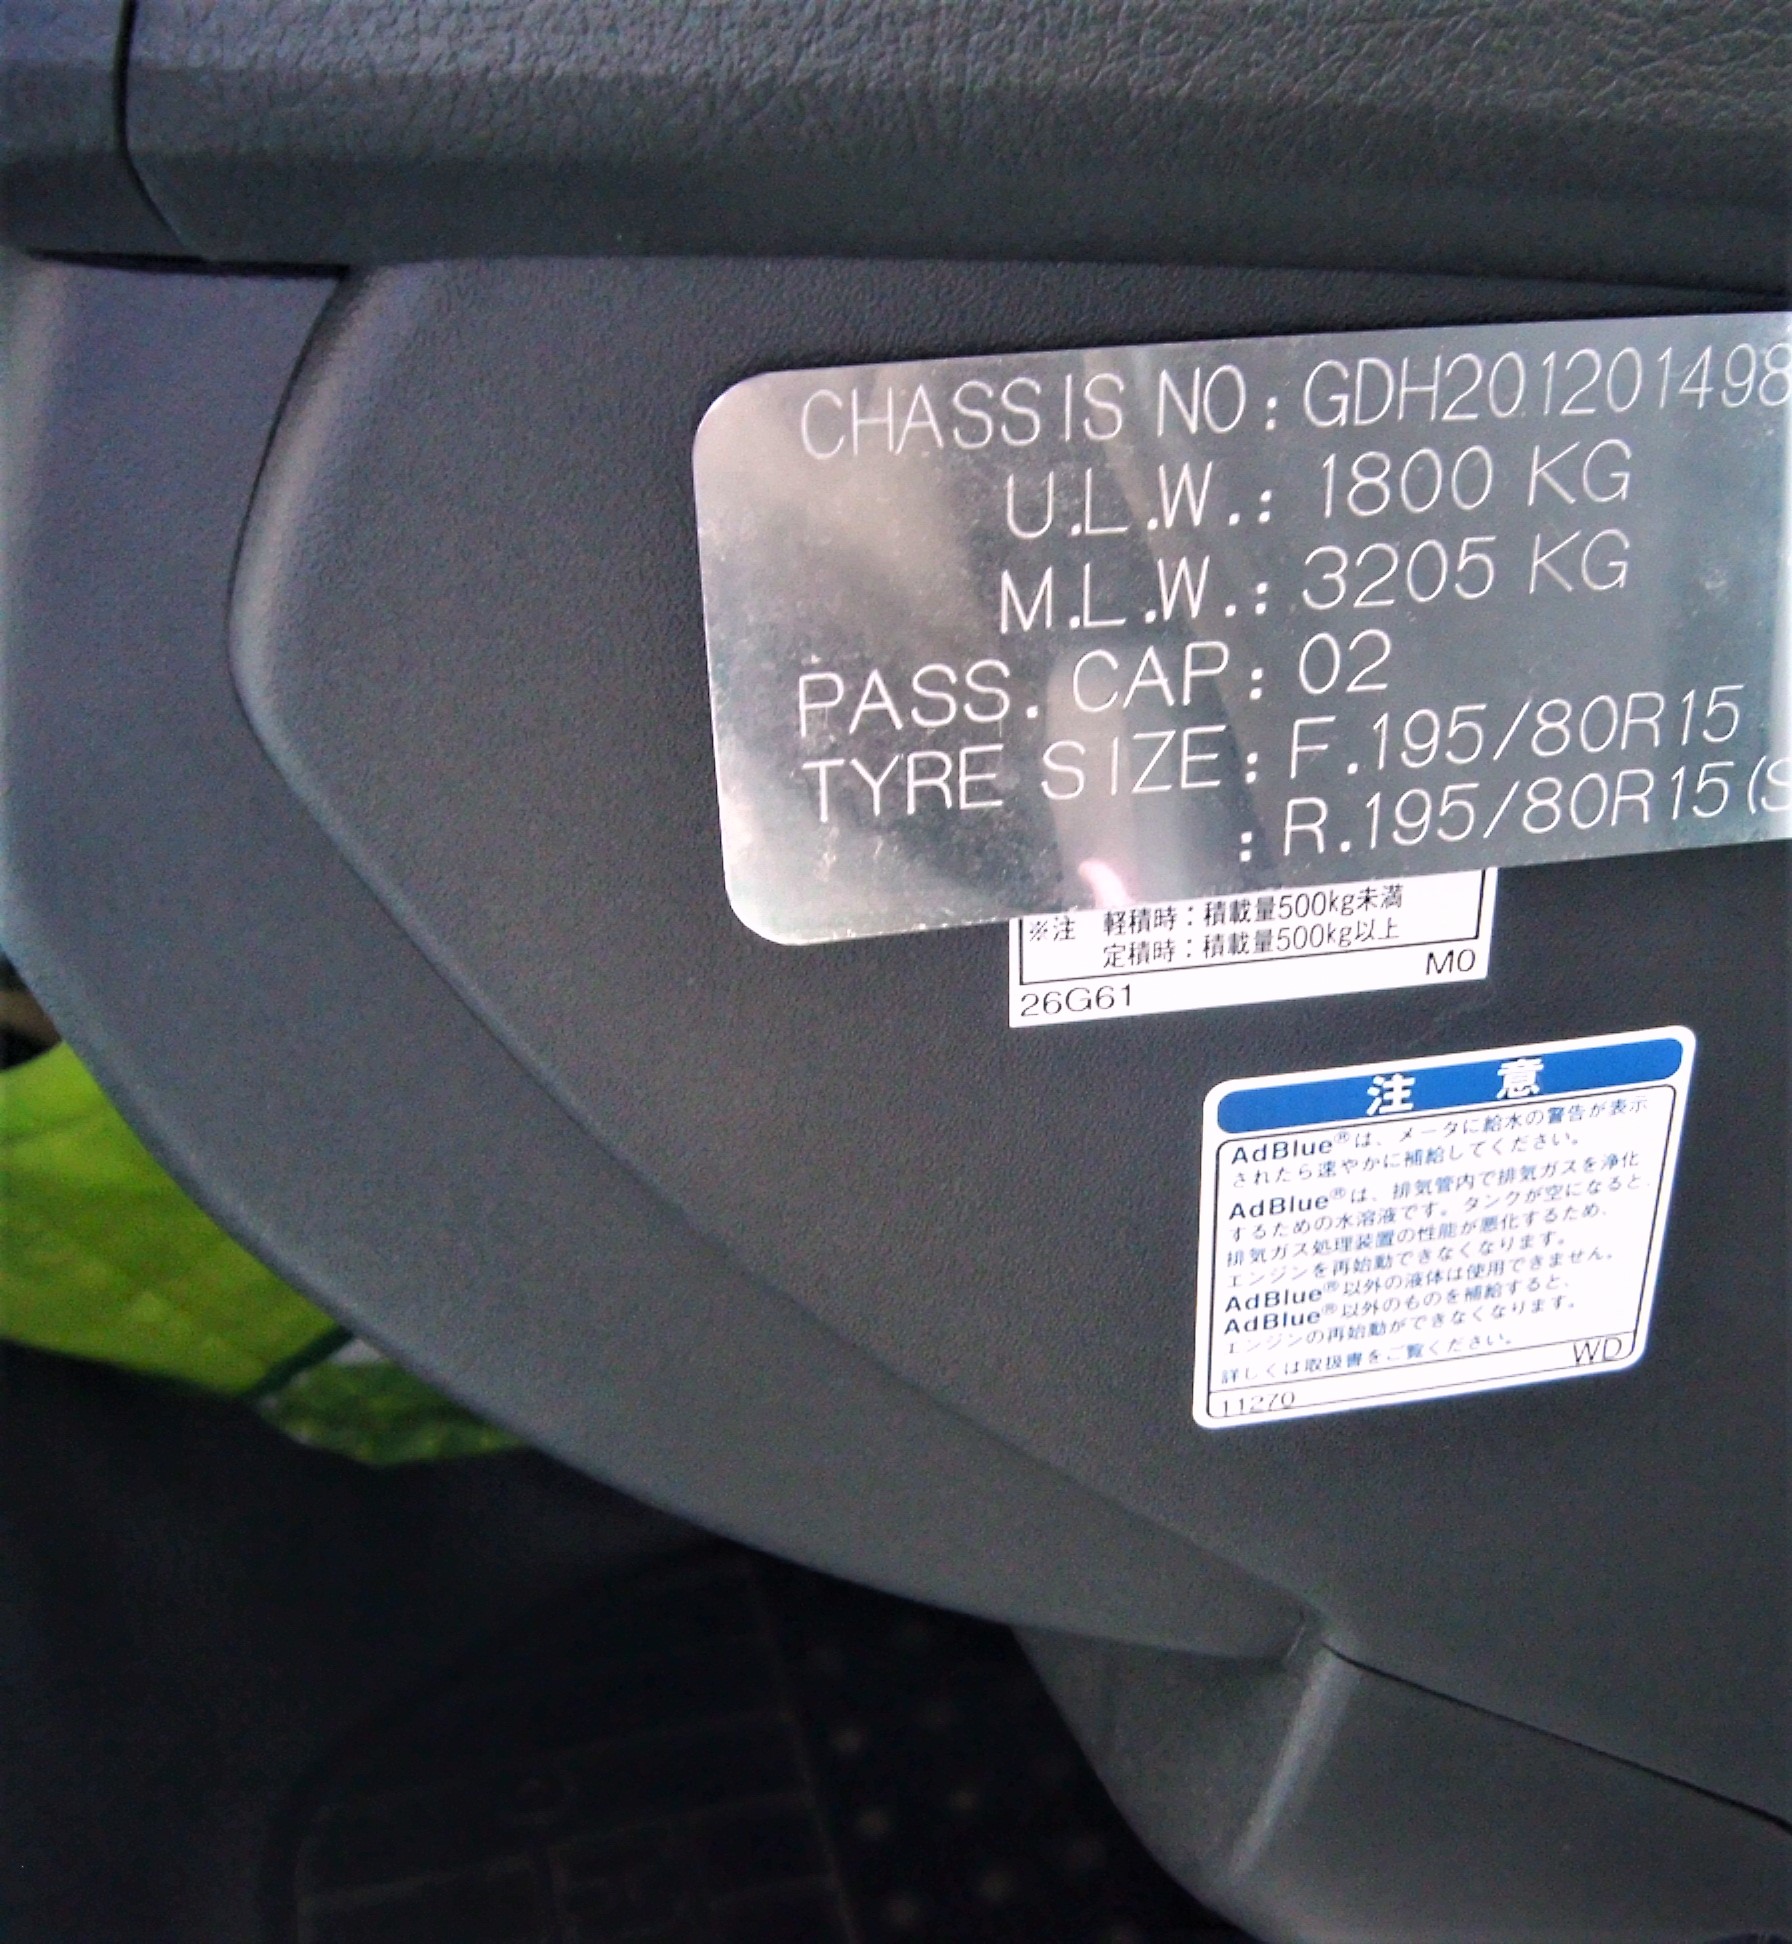 CHASSIS NO: GDH201201498
U.L.W.: 1800 KG
M.L.W.: 3205 KG
PASS. CAP: 02
TYRE SIZE: F.195/80R15
: R.195/80R15(S
※注 軽積時：積載量500kg未満
定積時：積載量500kg以上
M0
26G61
注 意
AdBlue®は、メータに給水の警告が表示
されたら速やかに補給してください。
AdBlue®は、排気管内で排気ガスを浄化
するための水溶液です。タンクが空になると、
排気ガス処理装置の性能が悪化するため、
エンジンを再始動できなくなります。
AdBlue®以外の液体は使用できません。
AdBlue®以外のものを補給すると、
エンジンの再始動ができなくなります。
詳しくは取扱書をご覧ください。
WD
11270